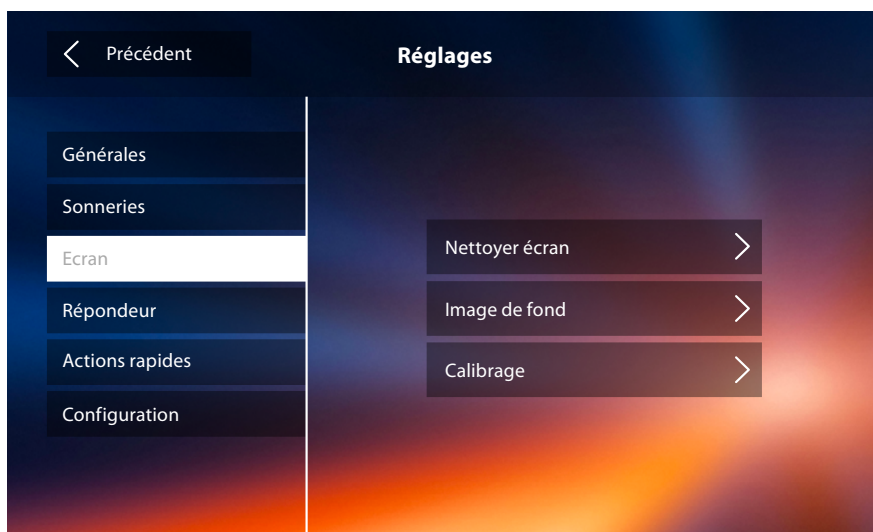 Précédent
Réglages
Générales
Sonneries
Ecran
Répondeur
Actions rapides
Configuration
Nettoyer écran
Image de fond
Calibrage